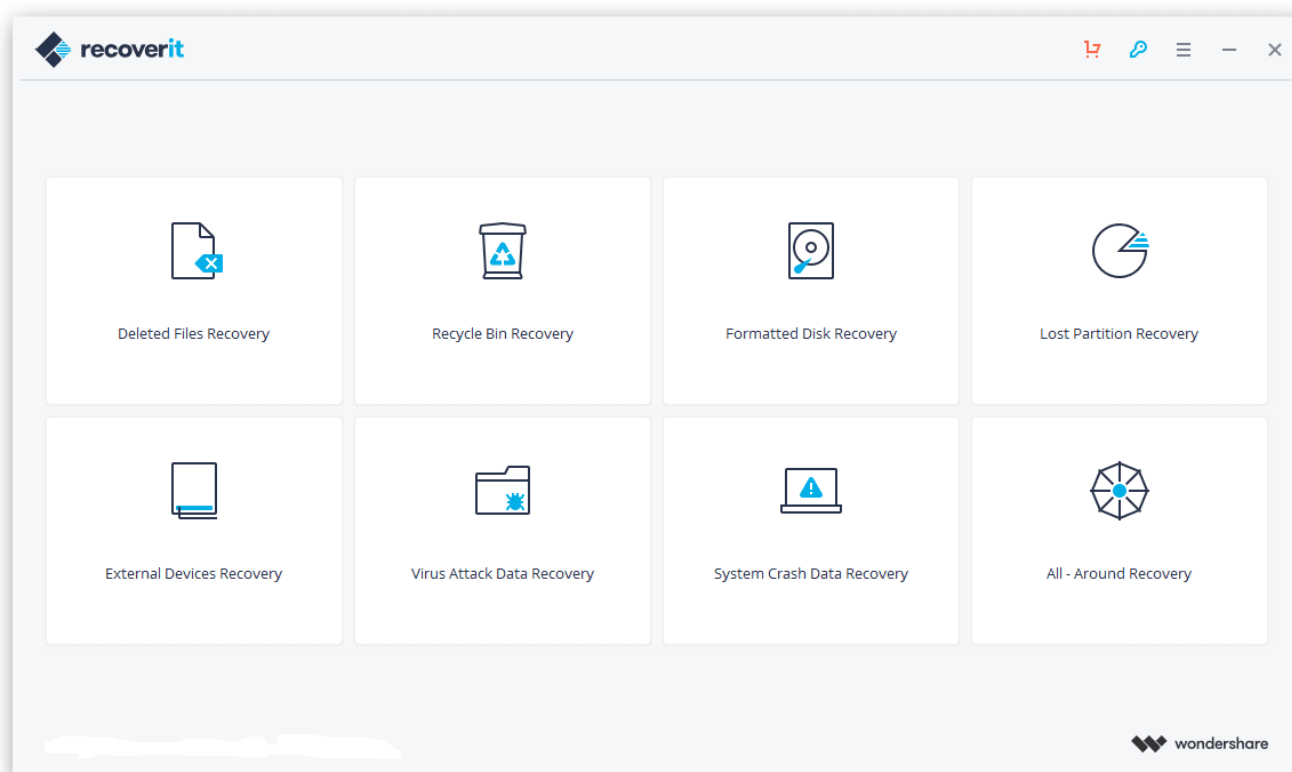 recoverit
Deleted Files Recovery
Recycle Bin Recovery
Formatted Disk Recovery
Lost Partition Recovery
External Devices Recovery
Virus Attack Data Recovery
System Crash Data Recovery
All - Around Recovery
wondershare